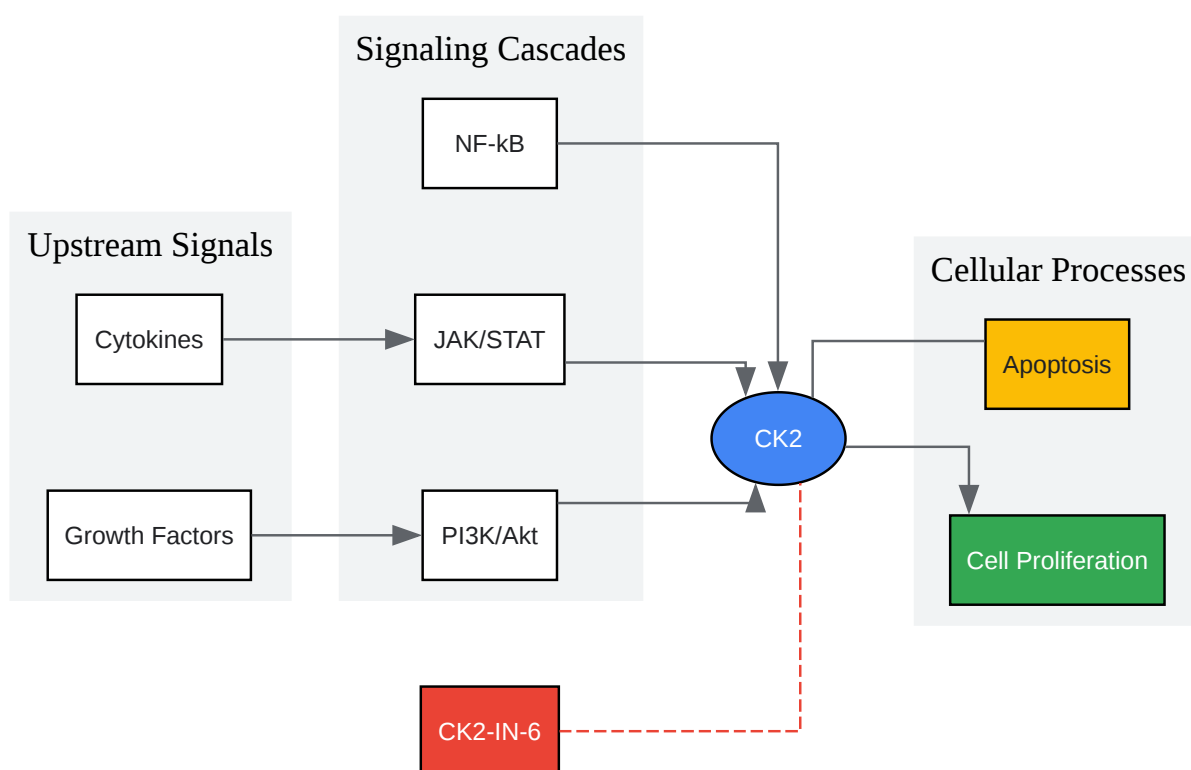 Signaling Cascades
NF-kB
Upstream Signals
Cellular Processes
Cytokines
JAK/STAT
Apoptosis
CK2
Growth Factors
PI3K/Akt
Cell Proliferation
CK2-IN-6